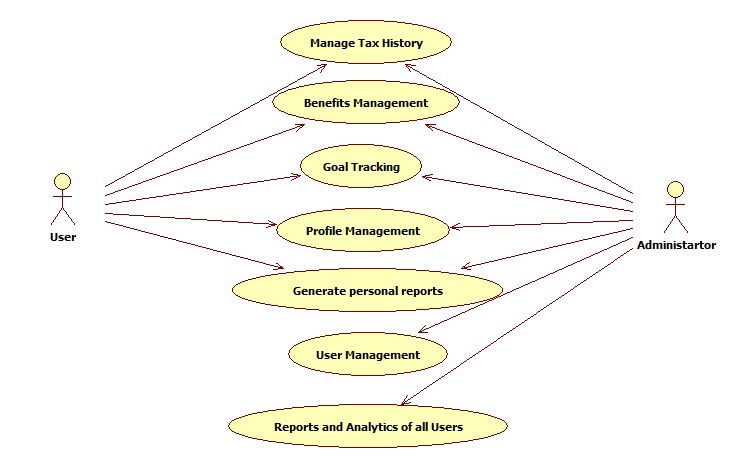 Manage Tax History
Benefits Management
Goal Tracking
User
Profile Management
Administartor
Generate personal reports
User Management
Reports and Analytics of all Users